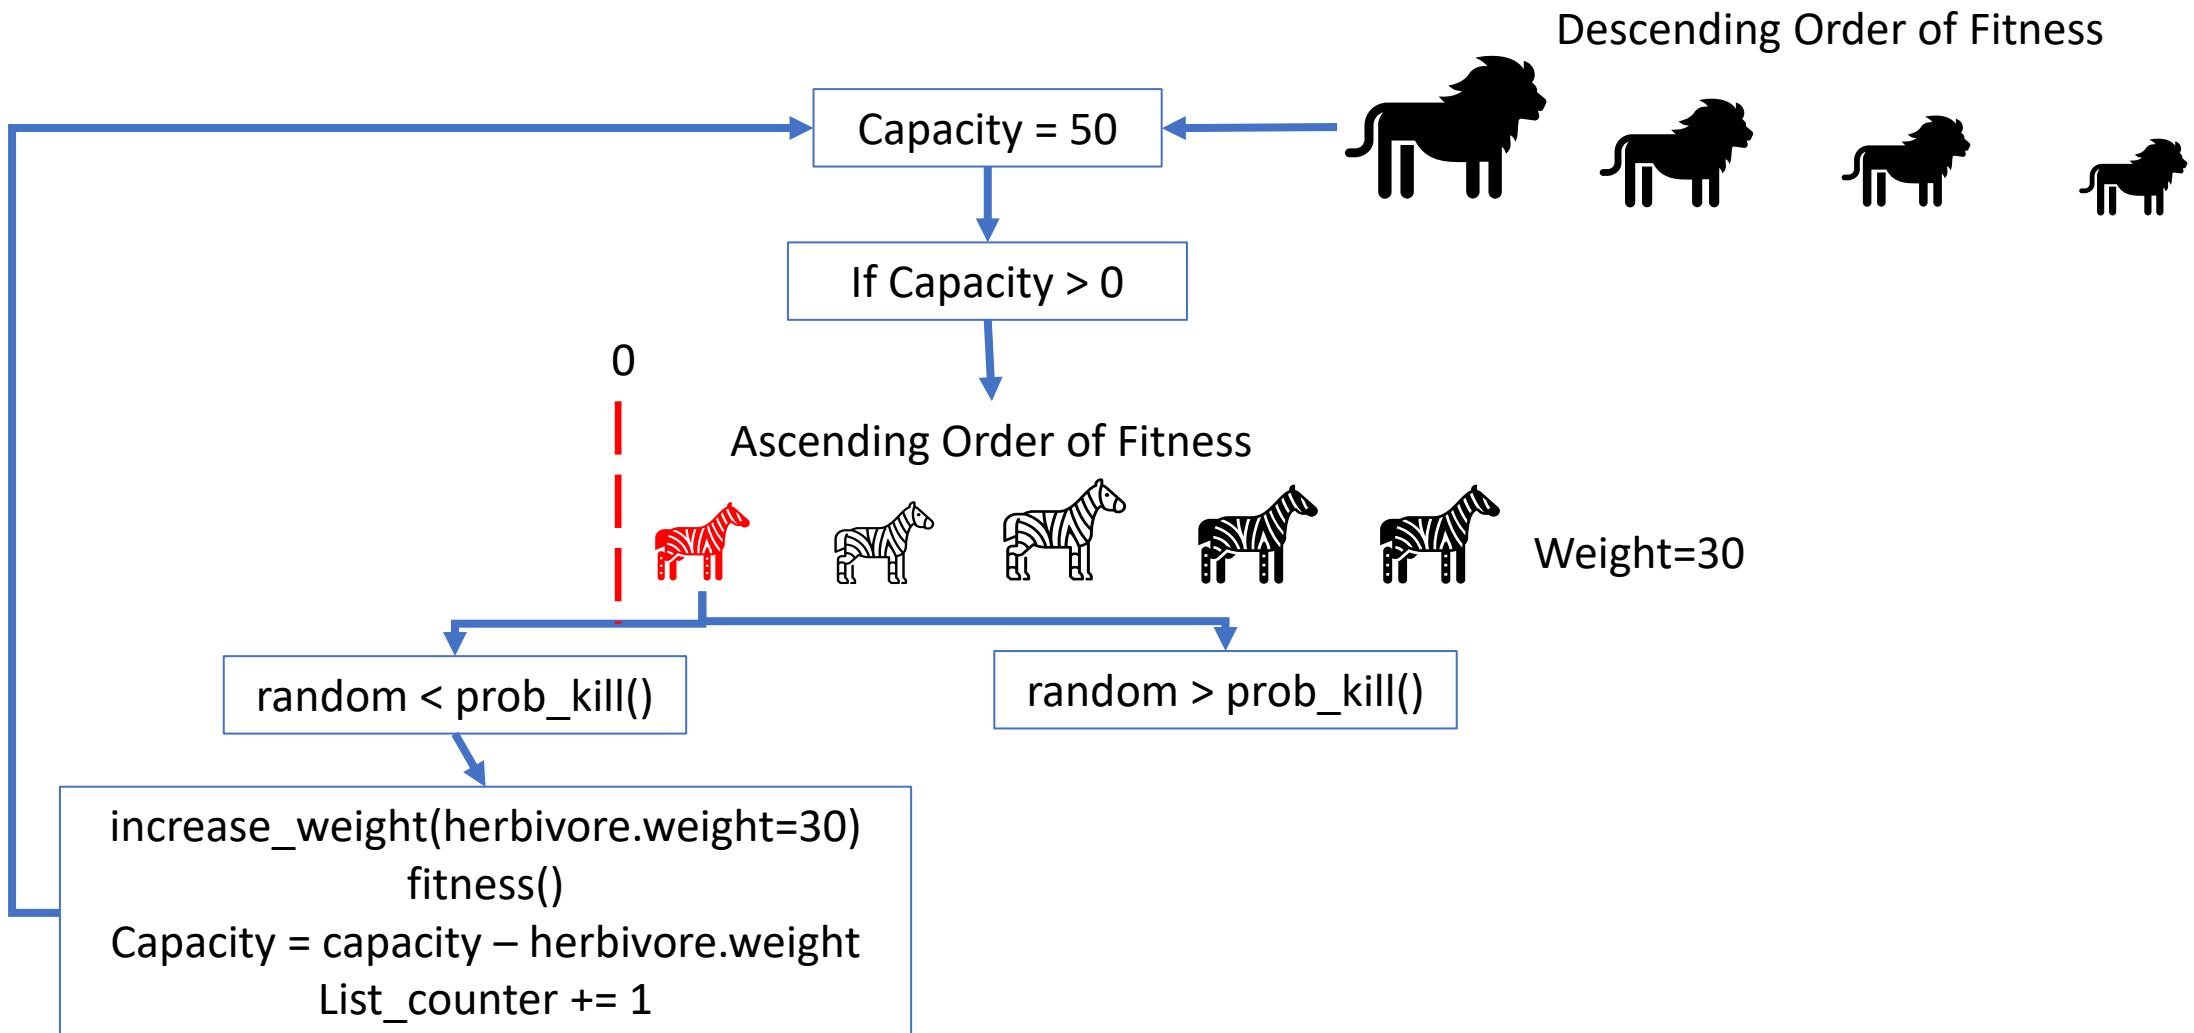 Descending Order of Fitness
Capacity = 50
If Capacity > 0
0
Ascending Order of Fitness
Weight=30
random < prob_kill()
random > prob_kill()
increase_weight(herbivore.weight=30)
fitness()
Capacity = capacity – herbivore.weight
List_counter += 1